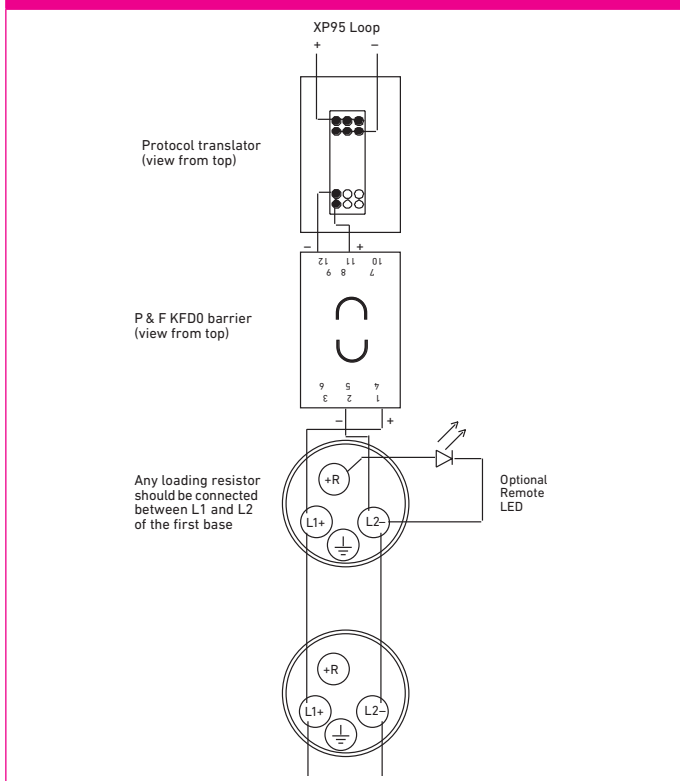 XP95 Loop
+ –
Protocol translator
(view from top)
– +
12 11 10
9 8 7
P & F KFD0 barrier
(view from top)
6 5 4
3 2 1
– +
Any loading resistor
should be connected
between L1 and L2
of the first base
+R
L1+ L2–
Optional
Remote
LED
+R
L1+ L2–